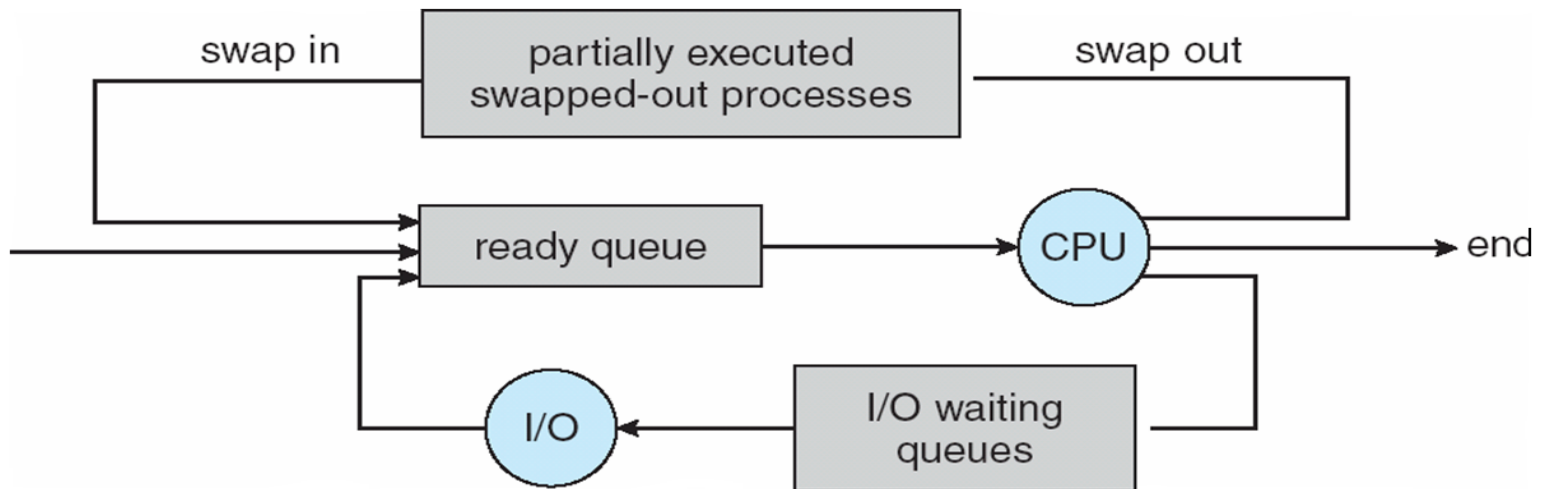 swap in
partially executed
swapped-out processes
swap out
ready queue
CPU
end
I/O
I/O waiting
queues